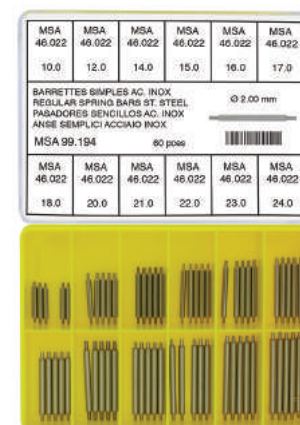 MSA MSA MSA MSA MSA MSA
46.022 46.022 46.022 46.022 46.022 46.022
10.0 12.0 14.0 15.0 16.0 17.0
BARRETTES SIMPLES AC. INOX
REGULAR SPRING BARS ST. STEEL
PASADORES SENCILLOS AC. INOX
ANSE SEMPLICI ACCIAIO INOX
Ø 2.00 mm
MSA 99.194 60 pces
MSA MSA MSA MSA MSA MSA
46.022 46.022 46.022 46.022 46.022 46.022
18.0 20.0 21.0 22.0 23.0 24.0